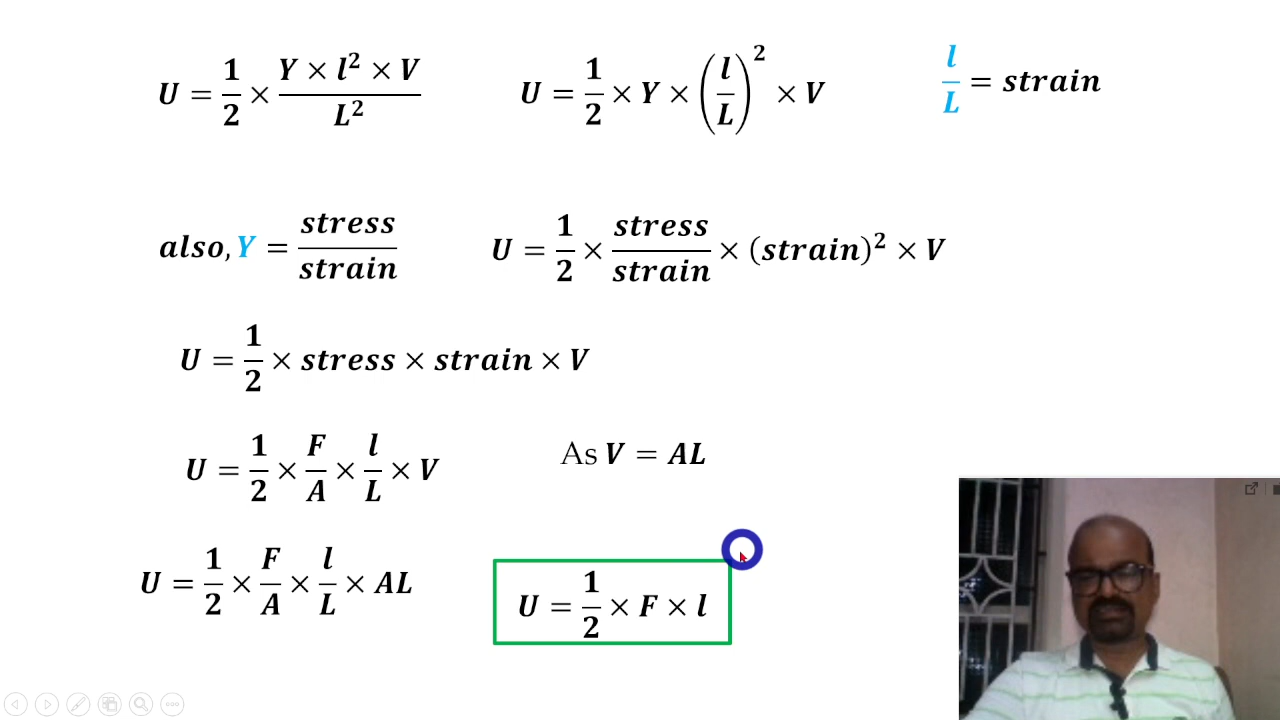 U = 1/2 × (Y × l² × V)/L²
U = 1/2 × Y × (l/L)² × V
l/L = strain
also, Y = stress/strain
U = 1/2 × stress/strain × (strain)² × V
U = 1/2 × stress × strain × V
U = 1/2 × F/A × l/L × V
As V = AL
U = 1/2 × F/A × l/L × AL
U = 1/2 × F × l